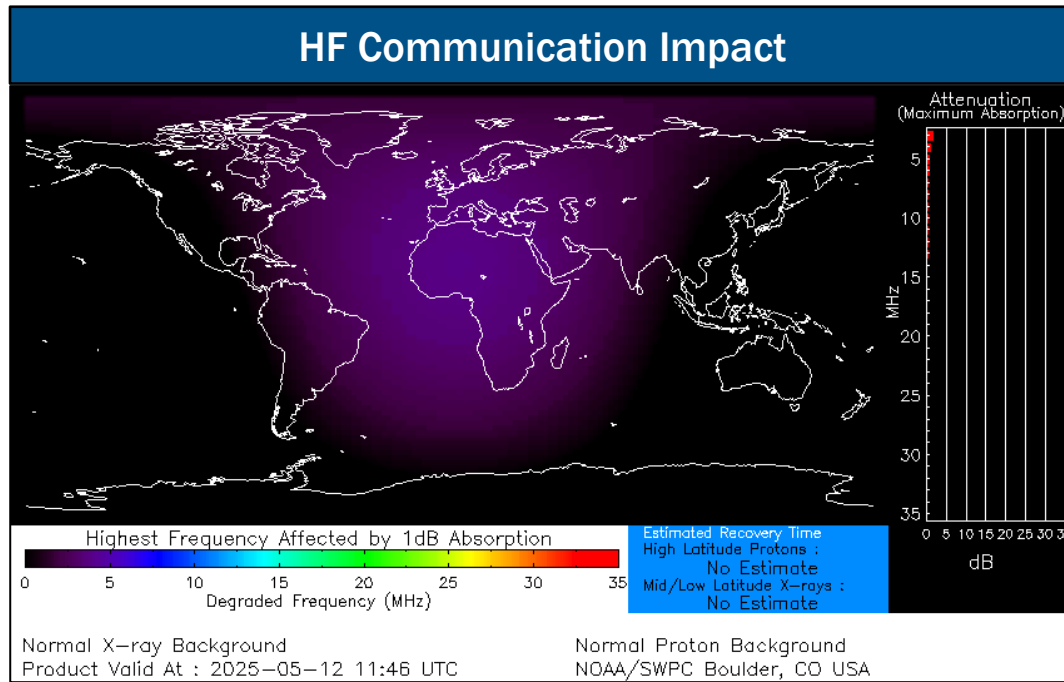 HF Communication Impact
Attenuation
(Maximum Absorption)
5
10
15
20
25
30
35
MHz
0 5 10 15 20 25 30 3
dB
Highest Frequency Affected by 1dB Absorption
0 5 10 15 20 25 30 35
Degraded Frequency (MHz)
Estimated Recovery Time
High Latitude Protons :
No Estimate
Mid/Low Latitude X-rays :
No Estimate
Normal X-ray Background
Product Valid At : 2025-05-12 11:46 UTC
Normal Proton Background
NOAA/SWPC Boulder, CO USA